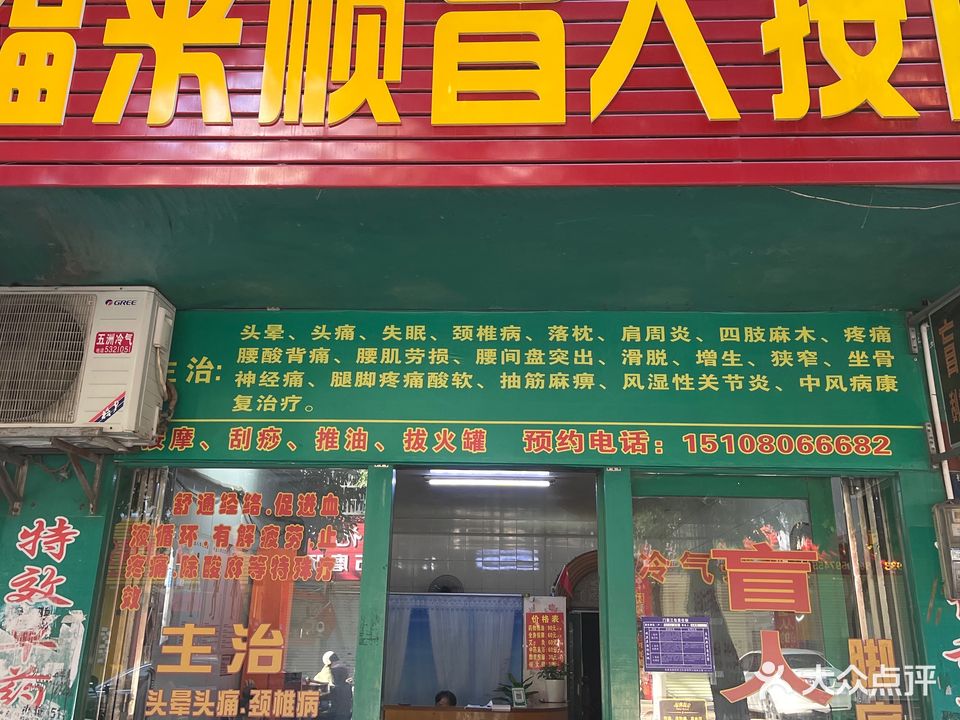 福来顺盲人按
GREE
五洲冷气
5321051
主治:
头晕、头痛、失眠、颈椎病、落枕、肩周炎、四肢麻木、疼痛
腰酸背痛、腰肌劳损、腰间盘突出、滑脱、增生、狭窄、坐骨
神经痛、腿脚疼痛酸软、抽筋麻痹、风湿性关节炎、中风病康
复治疗。
按摩、刮痧、推油、拔火罐 预约电话：15108066682
舒通经络.促进血
液循环.有解疲劳.止
疼痛.除酸麻等特殊疗
效
主治
头晕头痛.颈椎病
特效草药
价格表
冷气
盲人
脚
大众点评